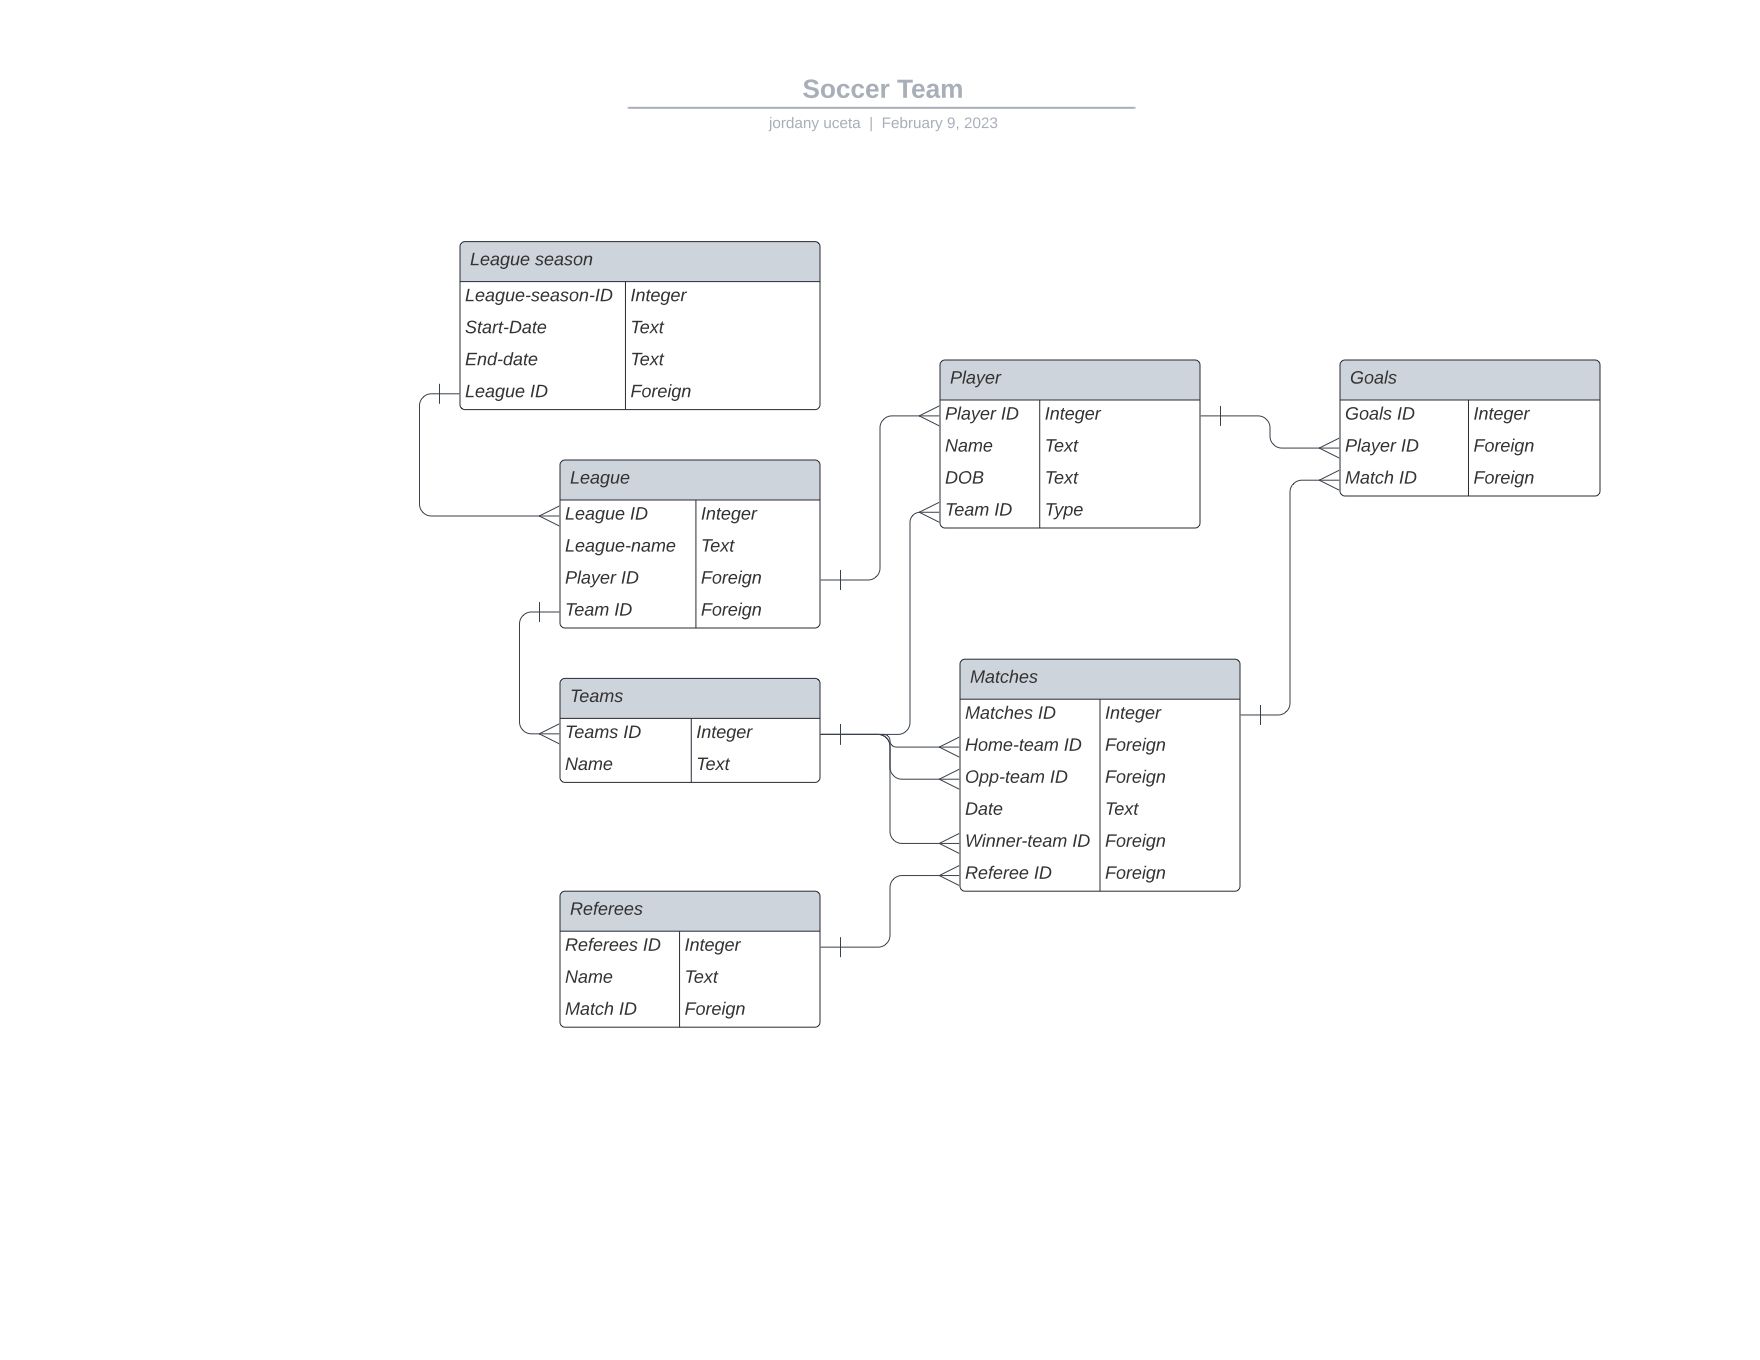 Soccer Team
jordany uceta | February 9, 2023
League season
League-season-ID Integer
Start-Date Text
End-date Text
League ID Foreign
League
League ID Integer
League-name Text
Player ID Foreign
Team ID Foreign
Teams
Teams ID Integer
Name Text
Referees
Referees ID Integer
Name Text
Match ID Foreign
Player
Player ID Integer
Name Text
DOB Text
Team ID Type
Matches
Matches ID Integer
Home-team ID Foreign
Opp-team ID Foreign
Date Text
Winner-team ID Foreign
Referee ID Foreign
Goals
Goals ID Integer
Player ID Foreign
Match ID Foreign